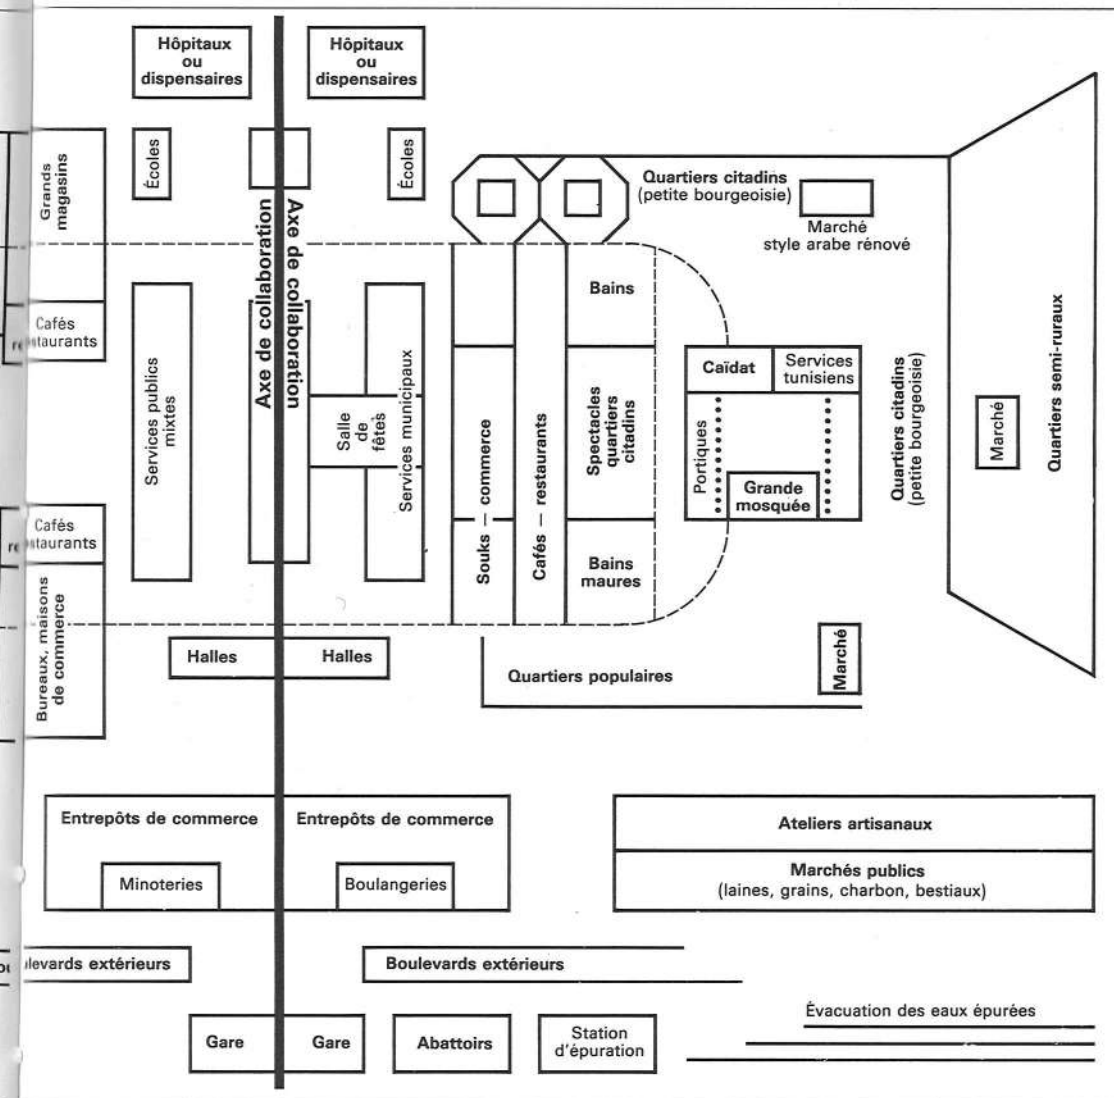 Hôpitaux
ou
dispensaires
Hôpitaux
ou
dispensaires
Grands
magasins
Écoles
Écoles
Axe de collaboration
Axe de collaboration
Quartiers citadins
(petite bourgeoisie)
Marché
style arabe rénové
Cafés
restaurants
Services publics
mixtes
Salle
de
fêtes
Services municipaux
Souks — commerce
Cafés — restaurants
Bains
Spectacles
quartiers
citadins
Bains
maures
Caïdat
Services
tunisiens
Portiques
Grande
mosquée
Quartiers citadins
(petite bourgeoisie)
Marché
Quartiers semi-ruraux
Cafés
restaurants
Bureaux, maisons
de commerce
Halles
Halles
Quartiers populaires
Marché
Entrepôts de commerce
Entrepôts de commerce
Minoteries
Boulangeries
Ateliers artisanaux
Marchés publics
(laines, grains, charbon, bestiaux)
Boulevards extérieurs
Boulevards extérieurs
Gare
Gare
Abattoirs
Station
d'épuration
Évacuation des eaux épurées